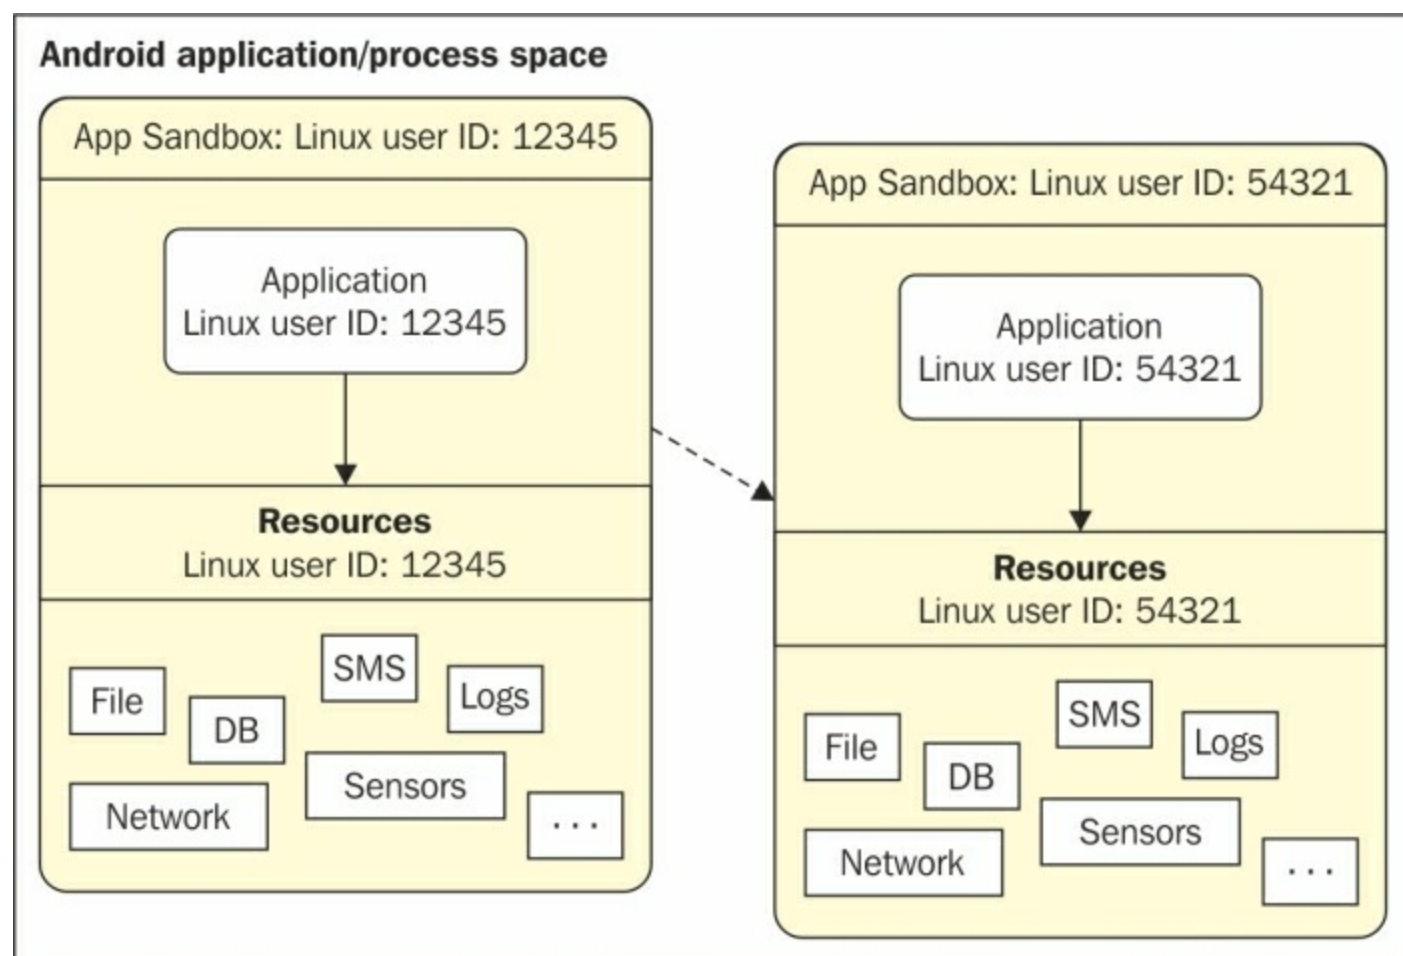 Android application/process space
App Sandbox: Linux user ID: 12345
Application
Linux user ID: 12345
Resources
Linux user ID: 12345
File
DB
SMS
Logs
Network
Sensors
...
App Sandbox: Linux user ID: 54321
Application
Linux user ID: 54321
Resources
Linux user ID: 54321
File
DB
SMS
Logs
Network
Sensors
...